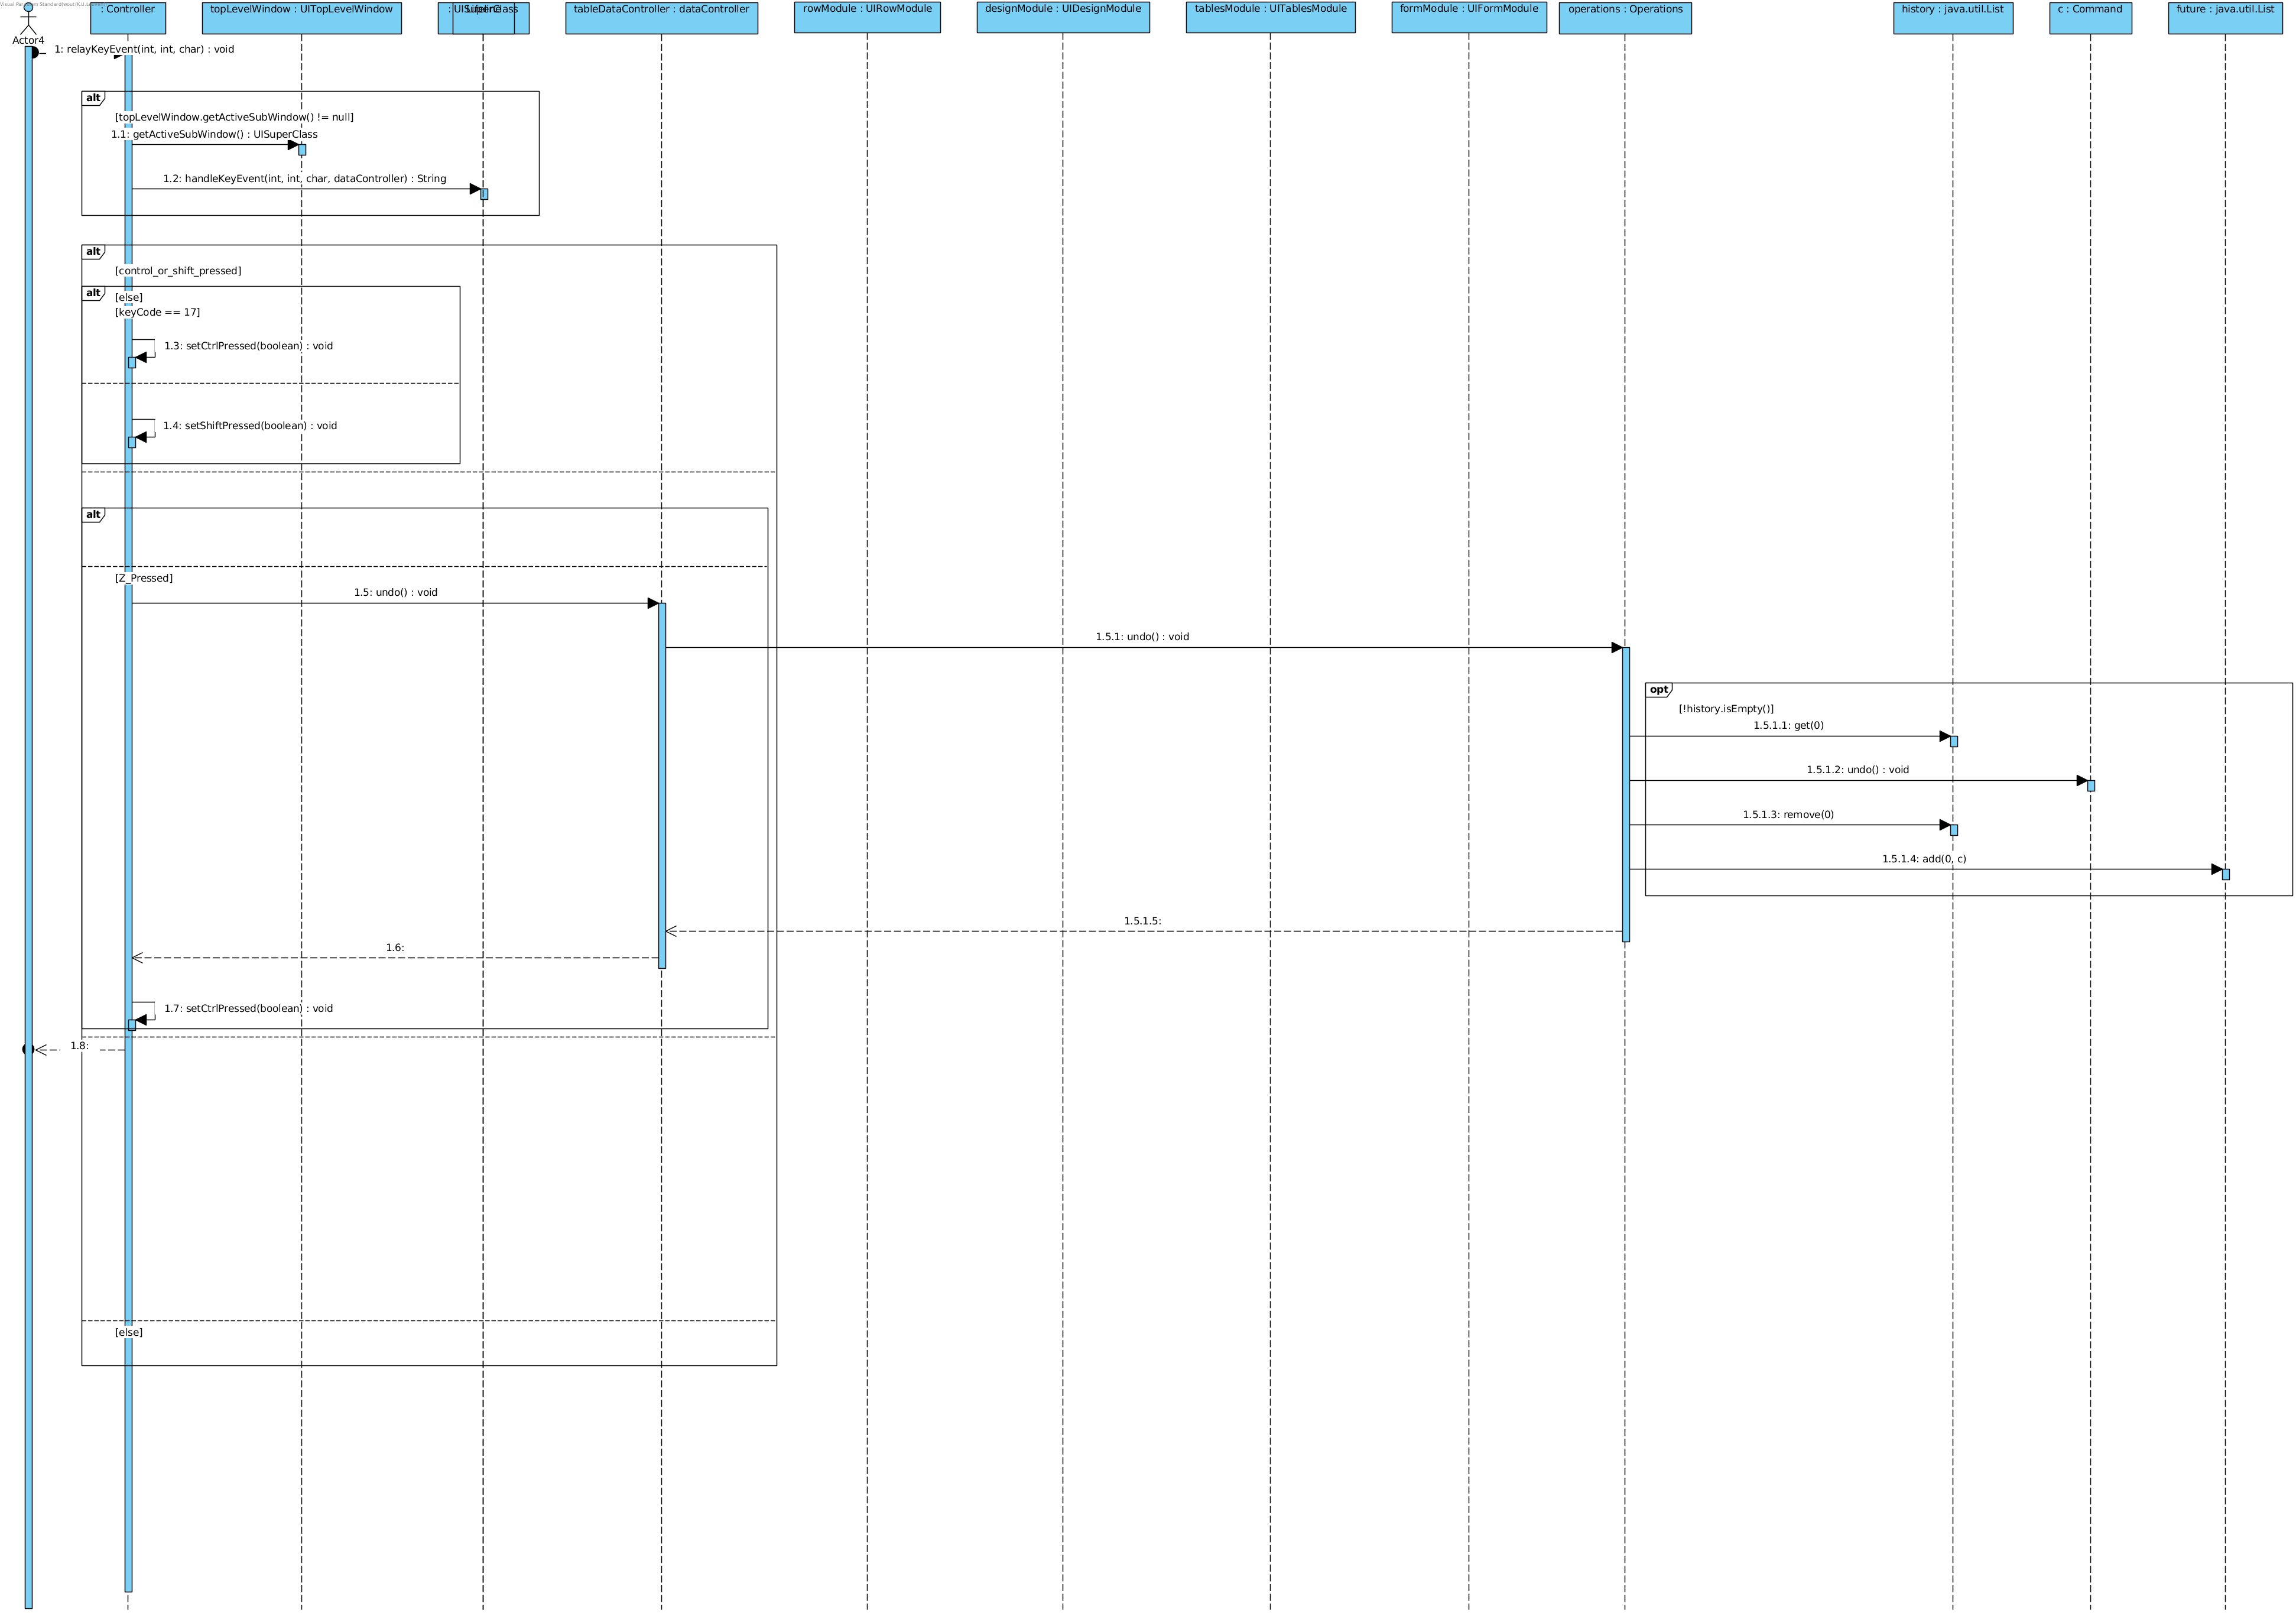 Visual Paradigm Standard(wout(K.U.Leuven))
: Controller
topLevelWindow : UITopLevelWindow
: UISuperClass
tableDataController : dataController
rowModule : UIRowModule
designModule : UIDesignModule
tablesModule : UITablesModule
formModule : UIFormModule
operations : Operations
history : java.util.List
c : Command
future : java.util.List
Actor4
1: relayKeyEvent(int, int, char) : void
alt
[topLevelWindow.getActiveSubWindow() != null]
1.1: getActiveSubWindow() : UISuperClass
1.2: handleKeyEvent(int, int, char, dataController) : String
alt
[control_or_shift_pressed]
alt
[else]
[keyCode == 17]
1.3: setCtrlPressed(boolean) : void
1.4: setShiftPressed(boolean) : void
alt
[Z_Pressed]
1.5: undo() : void
1.5.1: undo() : void
opt
[!history.isEmpty()]
1.5.1.1: get(0)
1.5.1.2: undo() : void
1.5.1.3: remove(0)
1.5.1.4: add(0, c)
1.5.1.5:
1.6:
1.7: setCtrlPressed(boolean) : void
1.8:
[else]